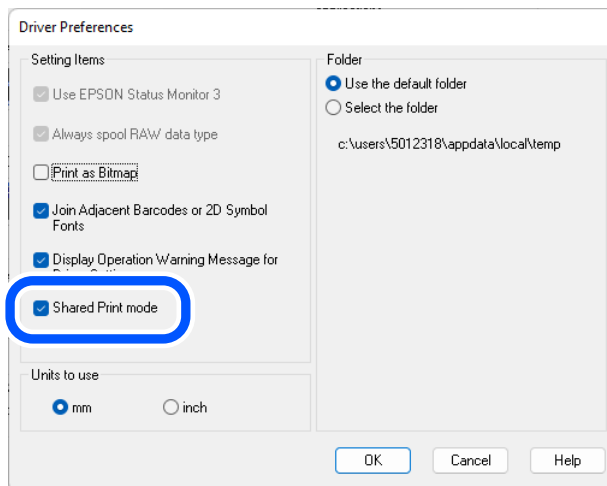 Driver Preferences
Setting Items
Use EPSON Status Monitor 3
Always spool RAW data type
Print as Bitmap
Join Adjacent Barcodes or 2D Symbol
Fonts
Display Operation Warning Message for
Shared Print mode
Units to use
mm
inch
Folder
Use the default folder
Select the folder
c:\users\5012318\appdata\local\temp
OK
Cancel
Help